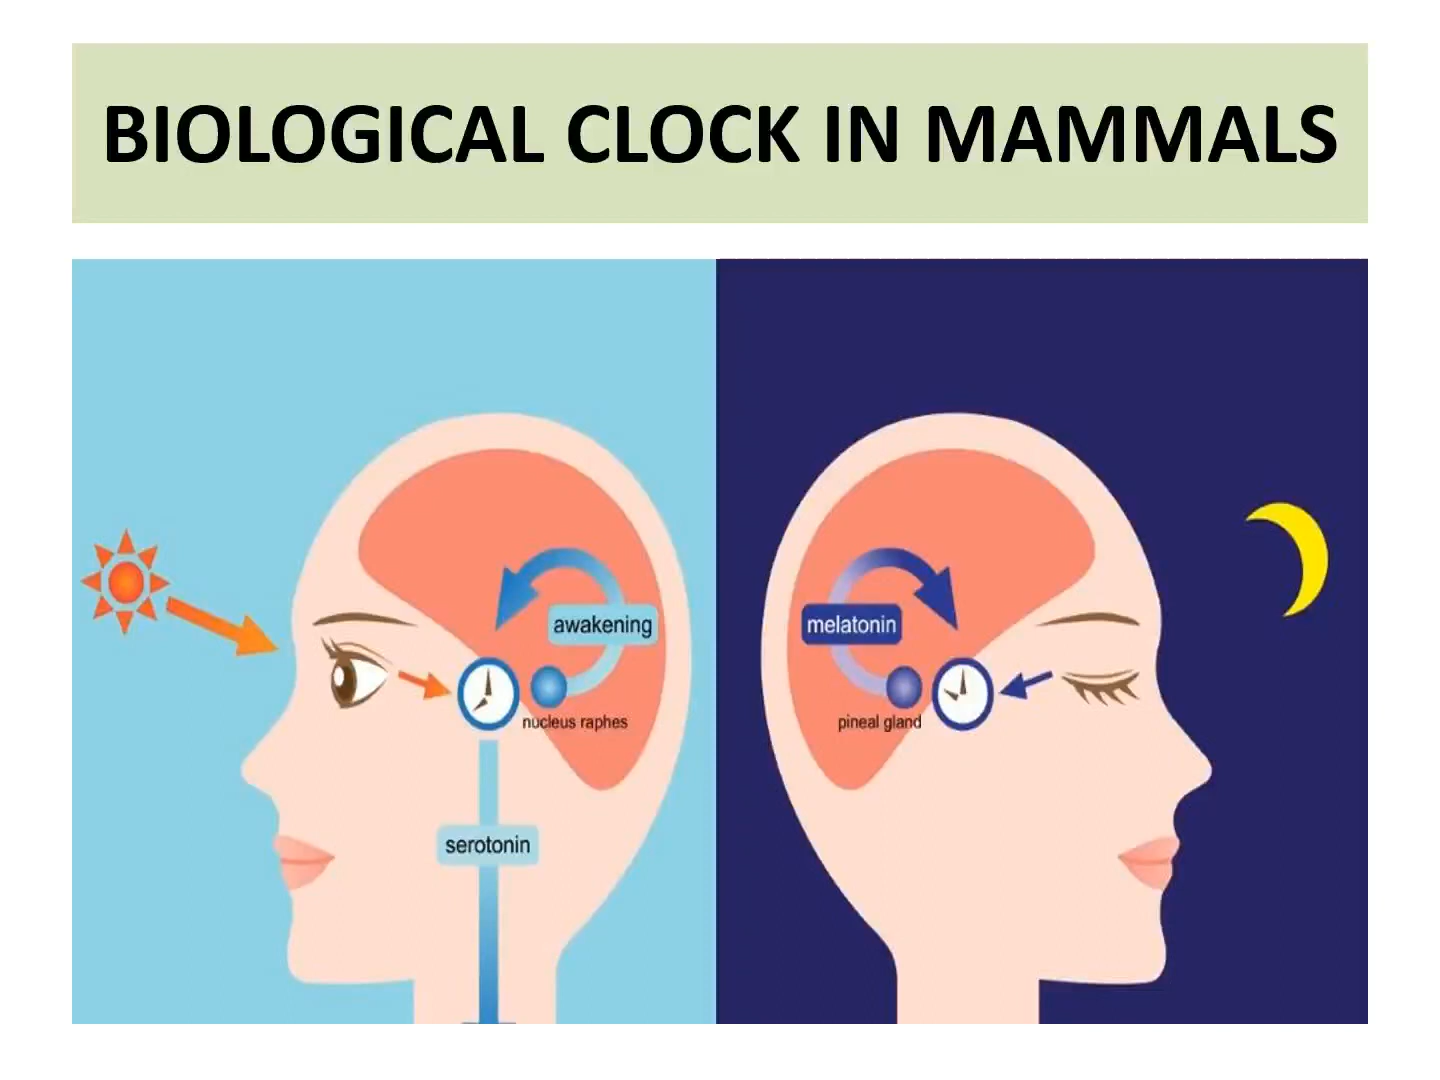 BIOLOGICAL CLOCK IN MAMMALS
awakening
nucleus raphes
serotonin
melatonin
pineal gland